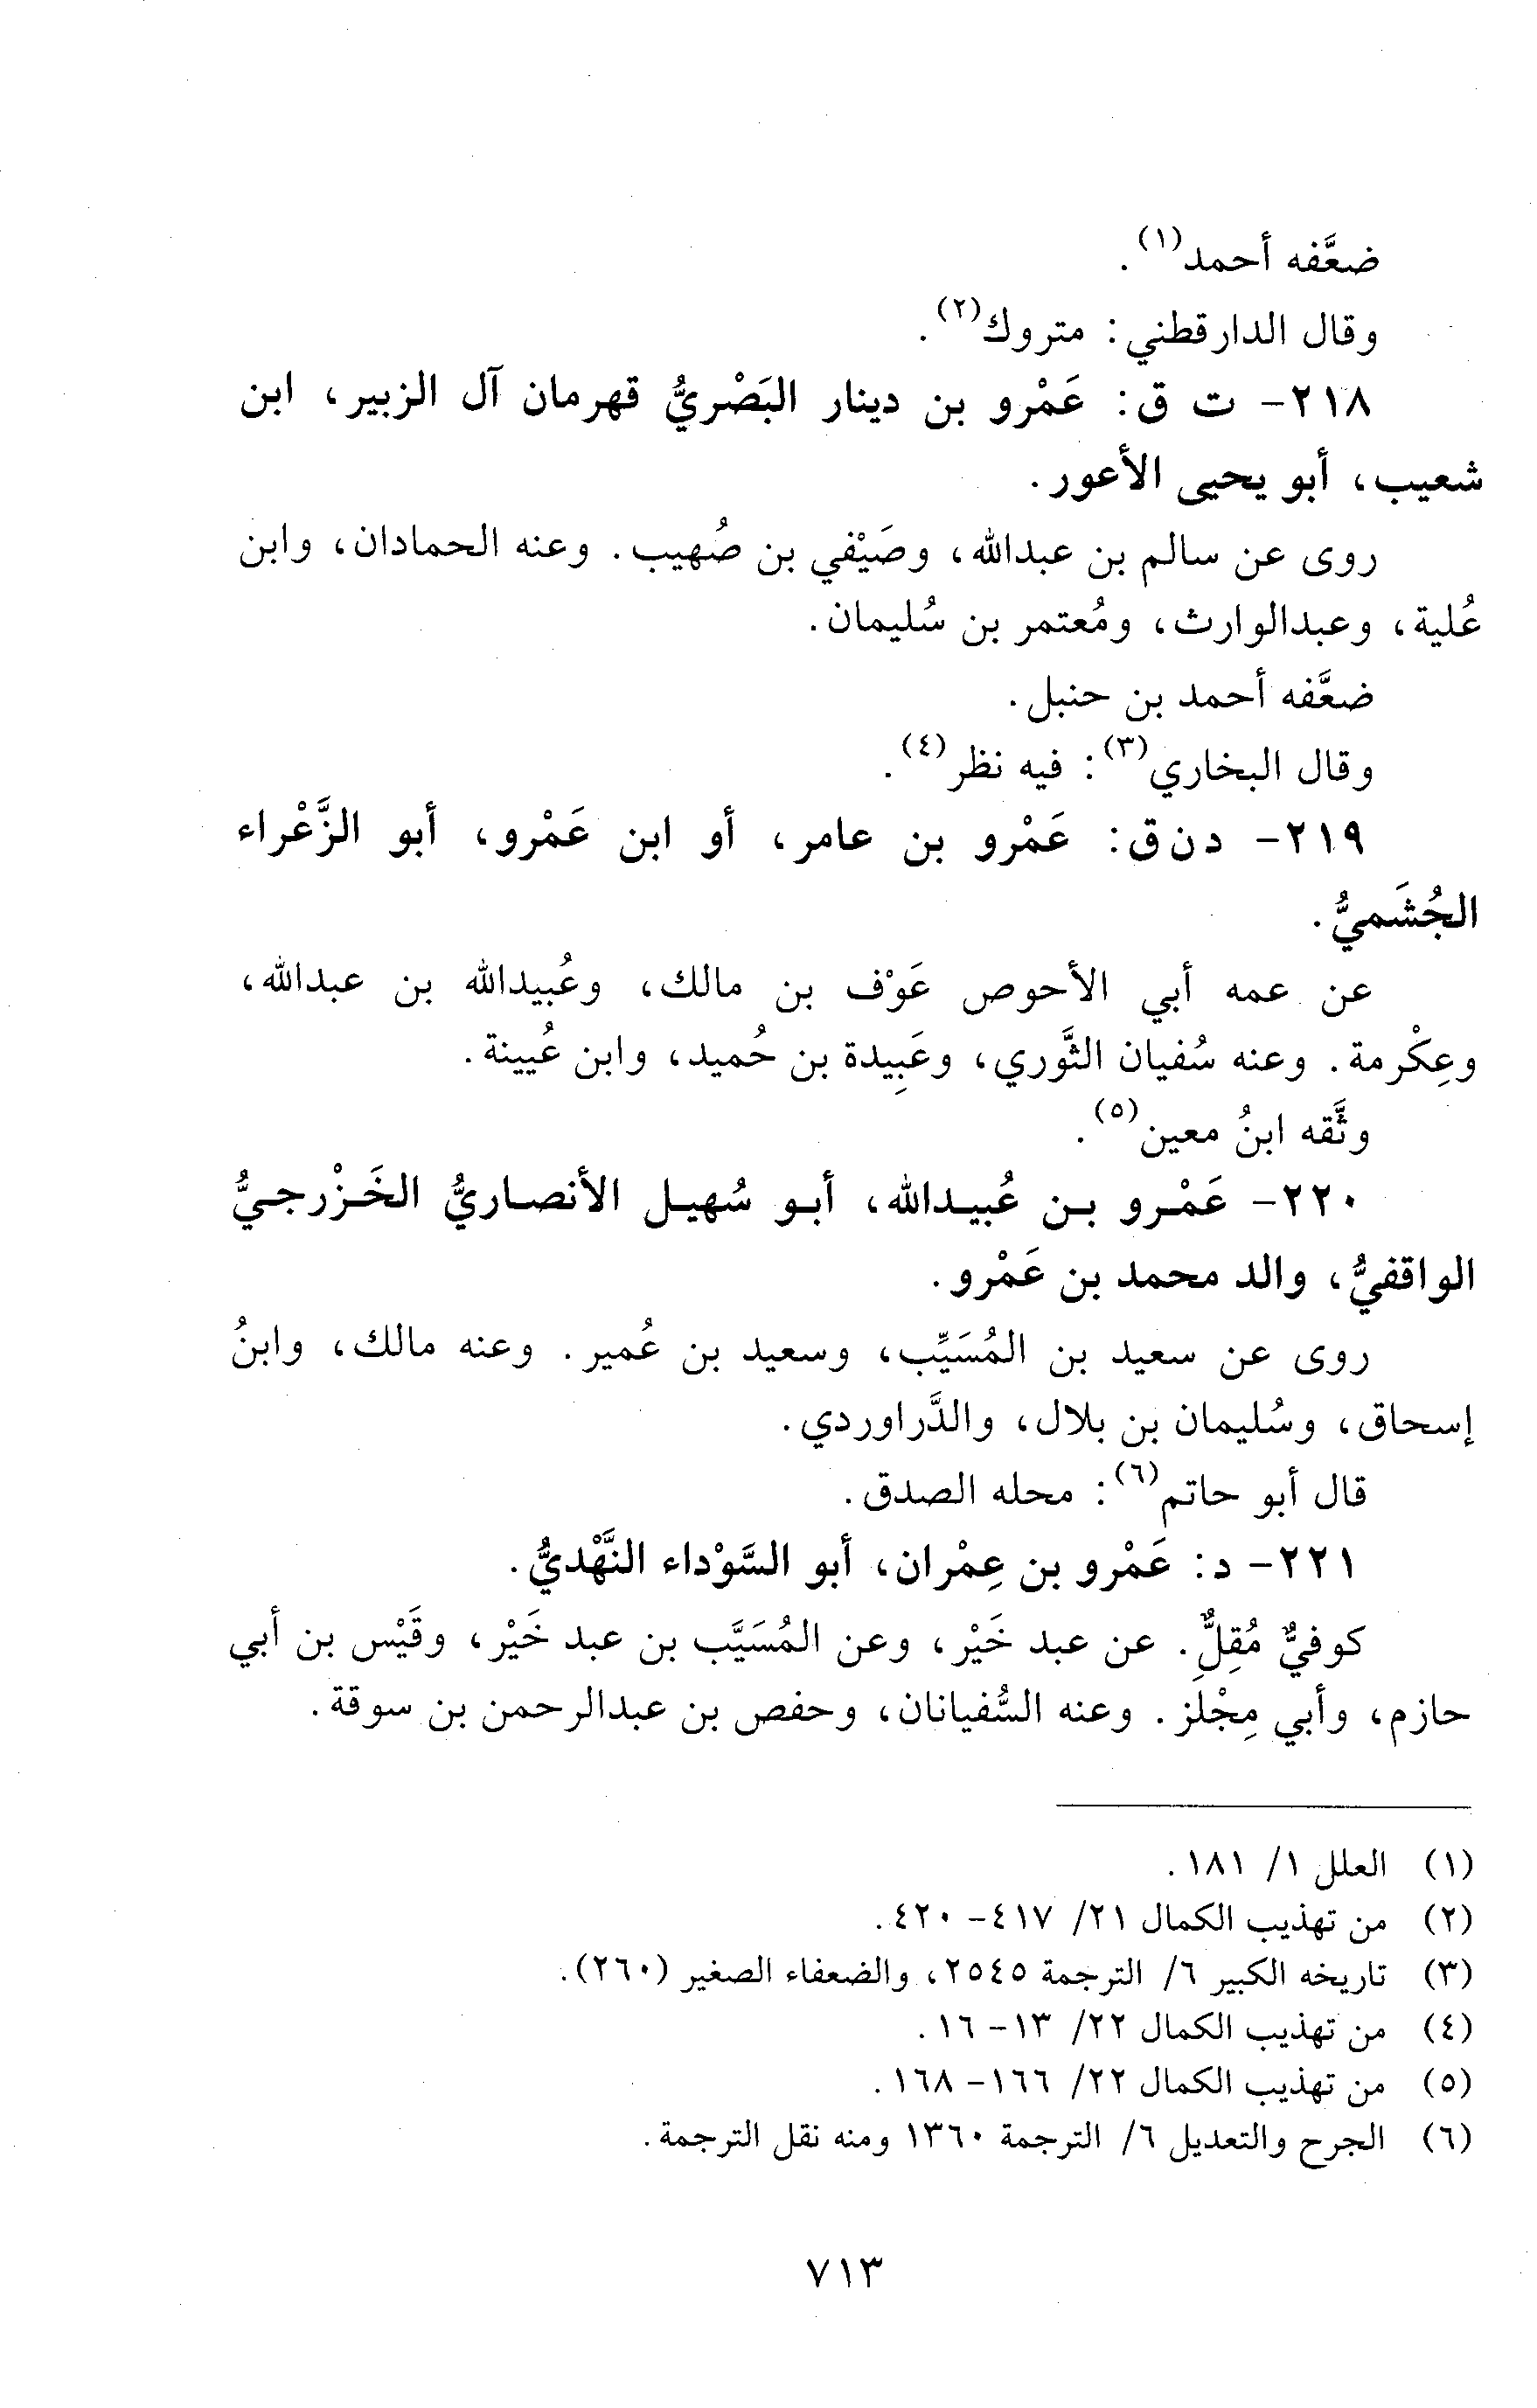 ضعَّفه أحمد(١).
وقال الدارقطني: متروك(٢).
٢١٨- ت ق: عَمْرو بن دينار البَصْريُّ قهرمان آل الزبير، ابن
شعيب، أبو يحيى الأعور.
روى عن سالم بن عبدالله، وصَيْفي بن صُهيب. وعنه الحمادان، وابن
عُلية، وعبدالوارث، ومُعتمر بن سُليمان.
ضعَّفه أحمد بن حنبل.
وقال البخاري(٣): فيه نظر(٤).
٢١٩- د ن ق: عَمْرو بن عامر، أو ابن عَمْرو، أبو الزَّعْراء
الجُشَميُّ.
عن عمه أبي الأحوص عَوْف بن مالك، وعُبيدالله بن عبدالله،
وعِكْرمة. وعنه سُفيان الثَّوري، وعَبِيدة بن حُميد، وابن عُيينة.
وثَّقه ابنُ معين(٥).
٢٢٠- عَمْرو بن عُبيدالله، أبو سُهيل الأنصاريُّ الخَزْرجيُّ
الواقفيُّ، والد محمد بن عَمْرو.
روى عن سعيد بن المُسَيِّب، وسعيد بن عُمير. وعنه مالك، وابنُ
إسحاق، وسُليمان بن بلال، والدَّراوردي.
قال أبو حاتم(٦): محله الصدق.
٢٢١- د: عَمْرو بن عِمْران، أبو السَّوْداء النَّهْديُّ.
كوفيٌّ مُقِلٌّ. عن عبد خَيْر، وعن المُسَيَّب بن عبد خَيْر، وقَيْس بن أبي
حازم، وأبي مِجْلِز. وعنه السُّفيانان، وحفص بن عبدالرحمن بن سوقة.
(١) العلل ١/ ١٨١.
(٢) من تهذيب الكمال ٢١/ ٤١٧- ٤٢٠.
(٣) تاريخه الكبير ٦/ الترجمة ٢٥٤٥، والضعفاء الصغير (٢٦٠).
(٤) من تهذيب الكمال ٢٢/ ١٣- ١٦.
(٥) من تهذيب الكمال ٢٢/ ١٦٦- ١٦٨.
(٦) الجرح والتعديل ٦/ الترجمة ١٣٦٠ ومنه نقل الترجمة.
٧١٣